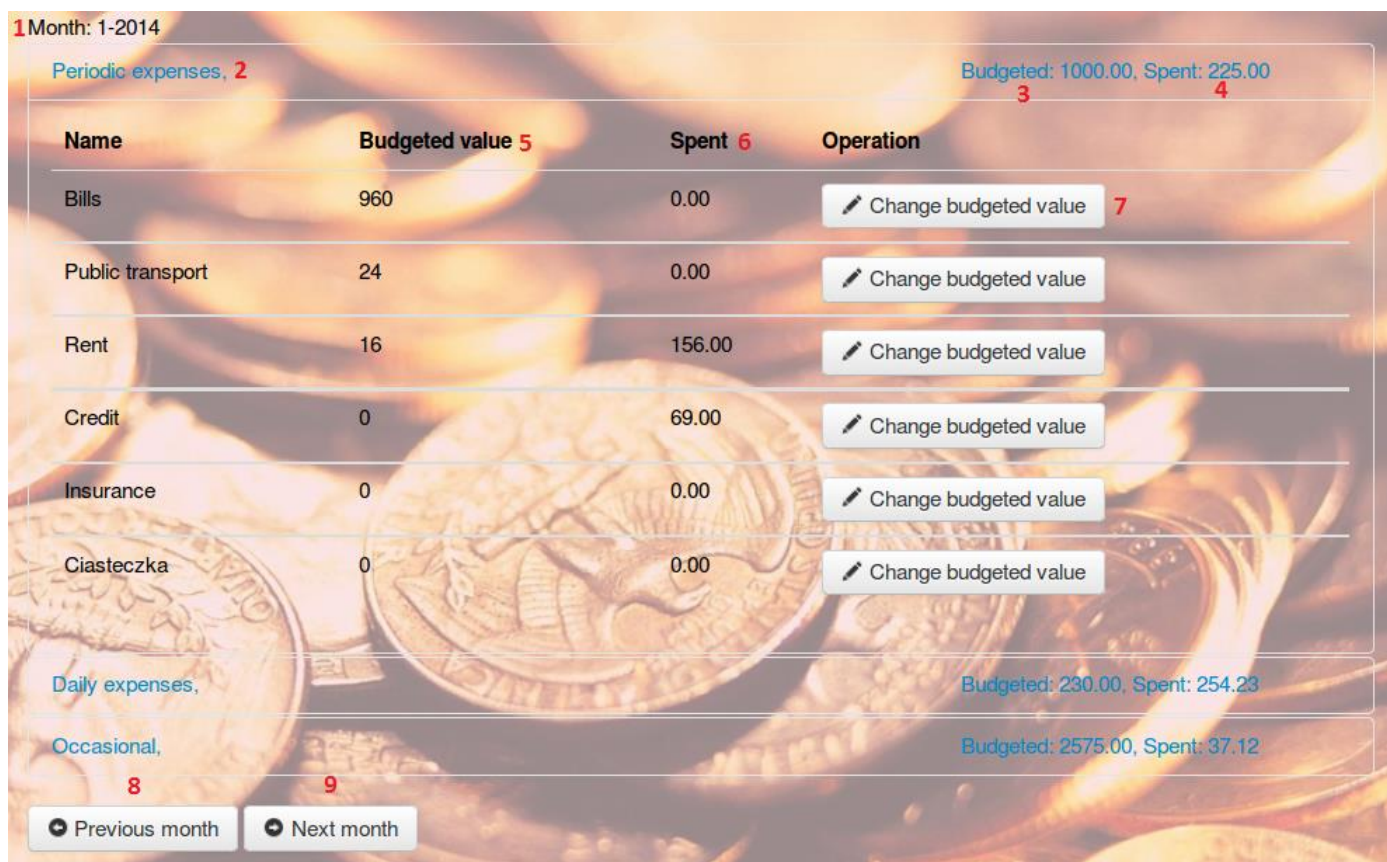 1 Month: 1-2014
Periodic expenses, 2 Budgeted: 1000.00, Spent: 225.00
3 4
Name Budgeted value 5 Spent 6 Operation
Bills 960 0.00 Change budgeted value 7
Public transport 24 0.00 Change budgeted value
Rent 16 156.00 Change budgeted value
Credit 0 69.00 Change budgeted value
Insurance 0 0.00 Change budgeted value
Ciasteczka 0 0.00 Change budgeted value
Daily expenses, Budgeted: 230.00, Spent: 254.23
Occasional, Budgeted: 2575.00, Spent: 37.12
8 9
Previous month Next month